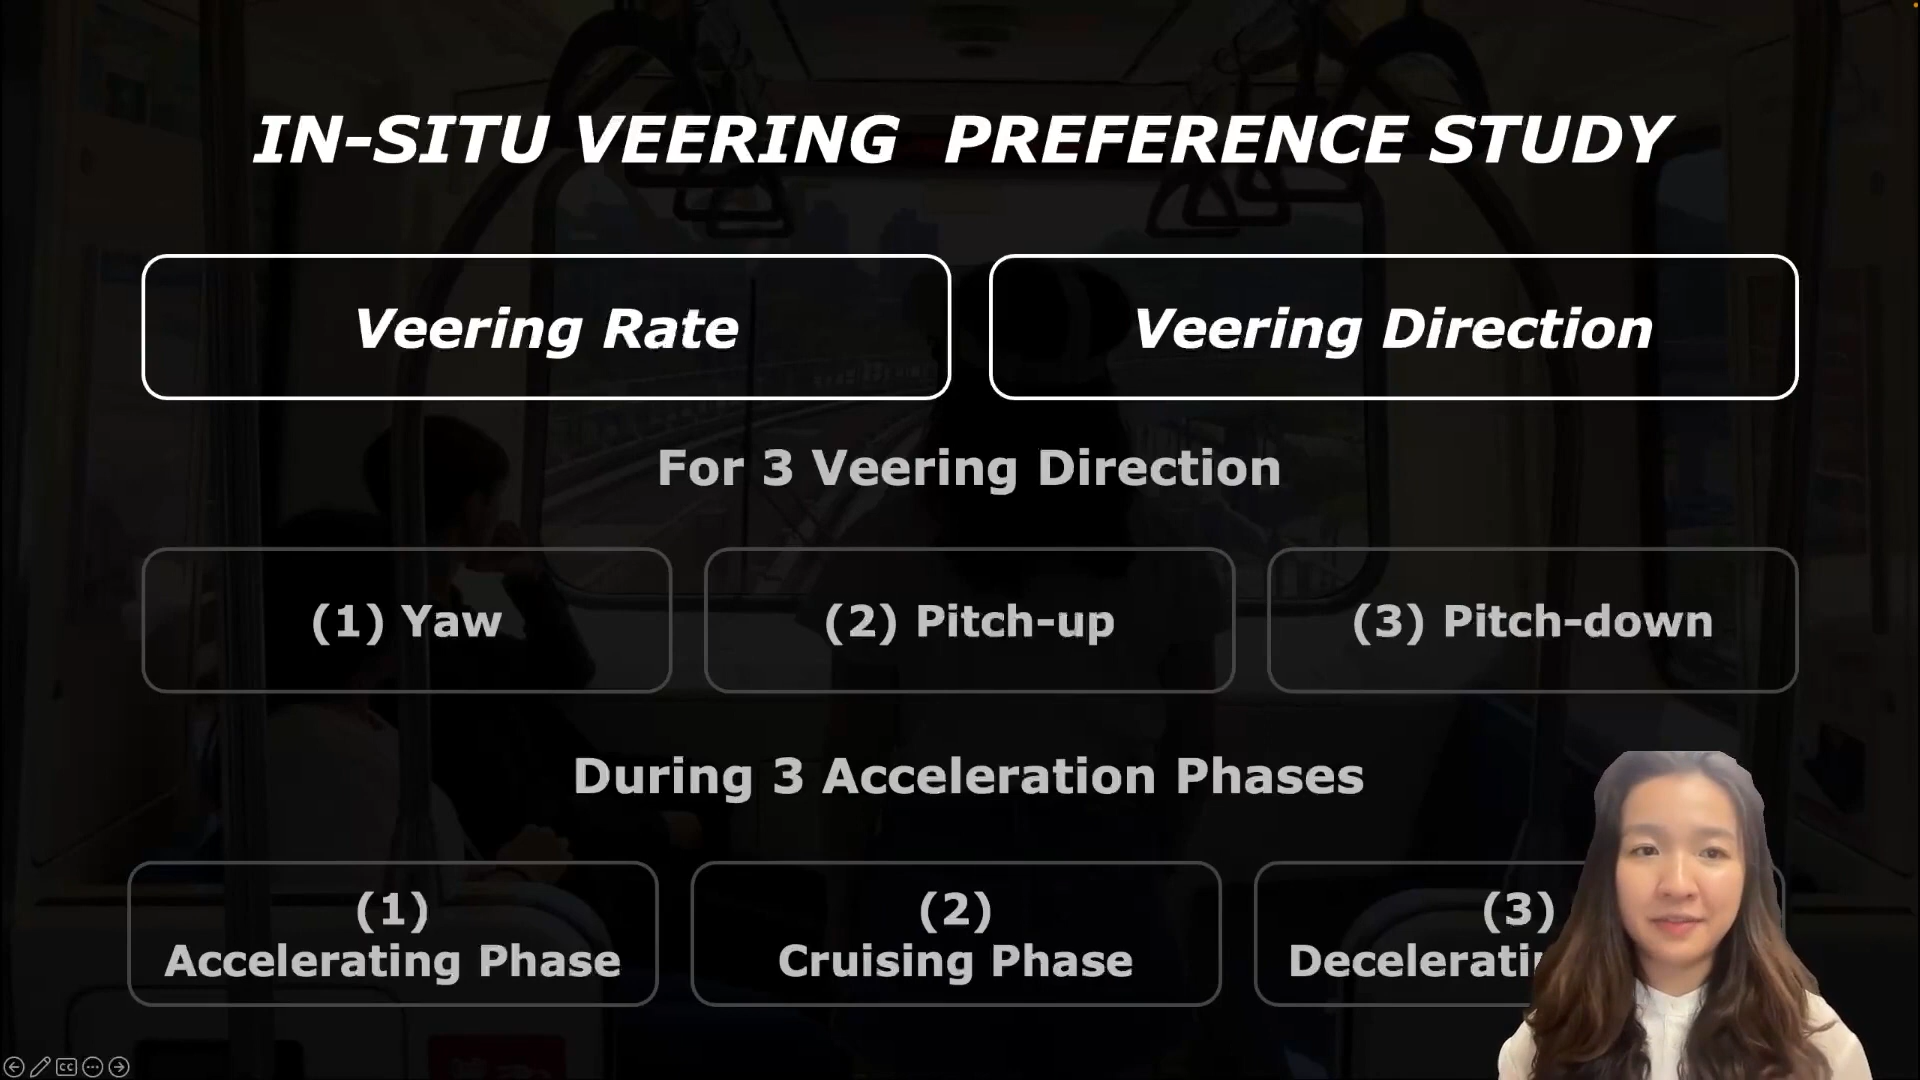 IN-SITU VEERING PREFERENCE STUDY
Veering Rate
Veering Direction
For 3 Veering Direction
(1) Yaw
(2) Pitch-up
(3) Pitch-down
During 3 Acceleration Phases
(1)
Accelerating Phase
(2)
Cruising Phase
(3)